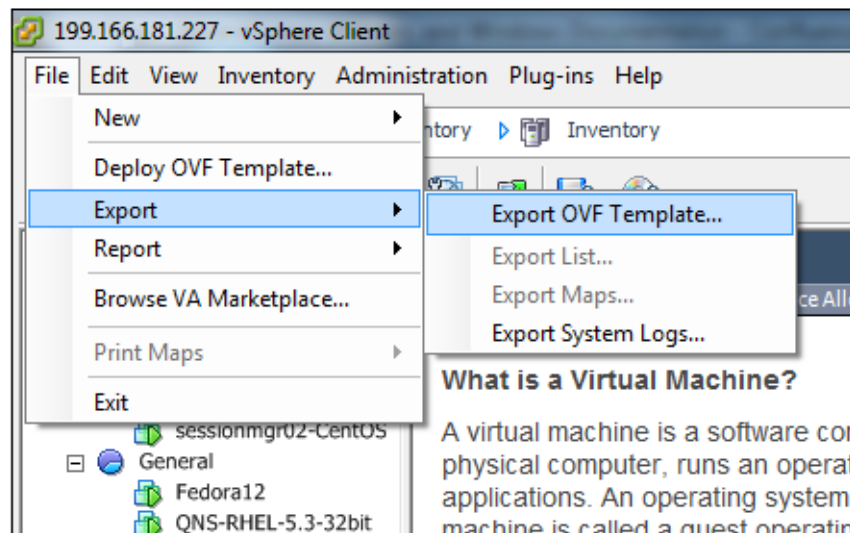 199.166.181.227 - vSphere Client
File Edit View Inventory Administration Plug-ins Help
New
ntory Inventory
Deploy OVF Template...
Export
Export OVF Template...
Report
Export List...
Browse VA Marketplace...
Export Maps...
ce All
Print Maps
Export System Logs...
Exit
What is a Virtual Machine?
sessionmgr02-CentOS
A virtual machine is a software cor
General
physical computer, runs an operat
Fedora12
applications. An operating system
QNS-RHEL-5.3-32bit
machine is called a guest operatin